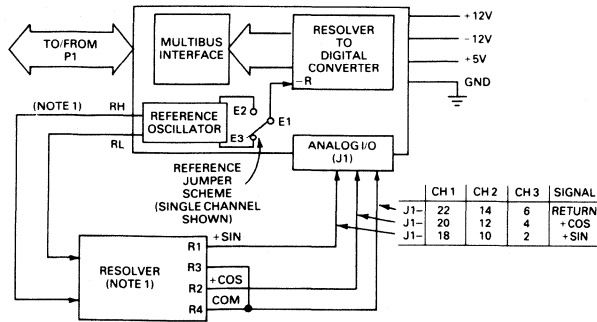 TO/FROM
P1
MULTIBUS
INTERFACE
RESOLVER
TO
DIGITAL
CONVERTER
-R
+12V
-12V
+5V
GND
(NOTE 1)
RH
RL
REFERENCE
OSCILLATOR
E2
E3
E1
ANALOG I/O
(J1)
REFERENCE
JUMPER
SCHEME
(SINGLE CHANNEL
SHOWN)
CH 1 CH 2 CH 3 SIGNAL
J1- 22 14 6 RETURN
J1- 20 12 4 +COS
J1- 18 10 2 +SIN
RESOLVER
(NOTE 1)
R1
R3
R2
R4
+SIN
+COS
COM